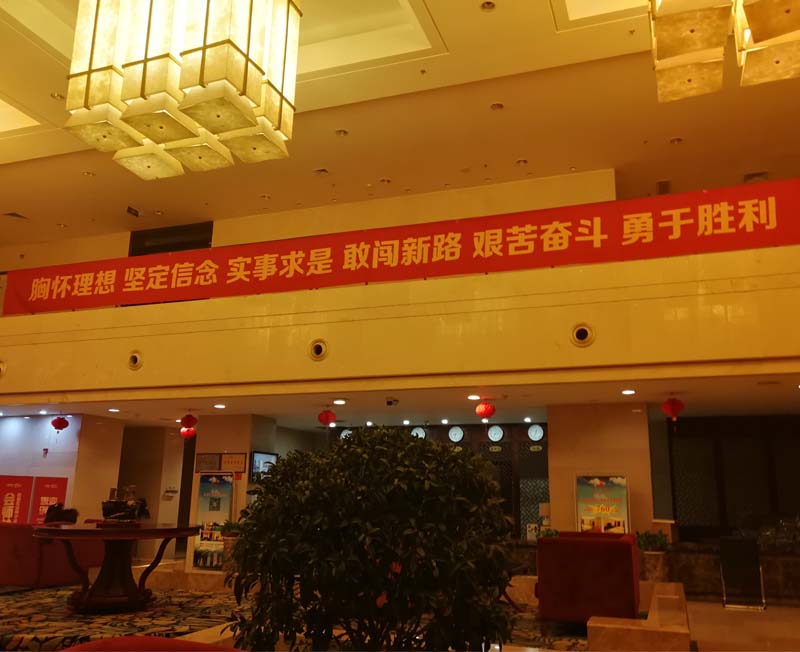 胸怀理想 坚定信念 实事求是 敢闯新路 艰苦奋斗 勇于胜利